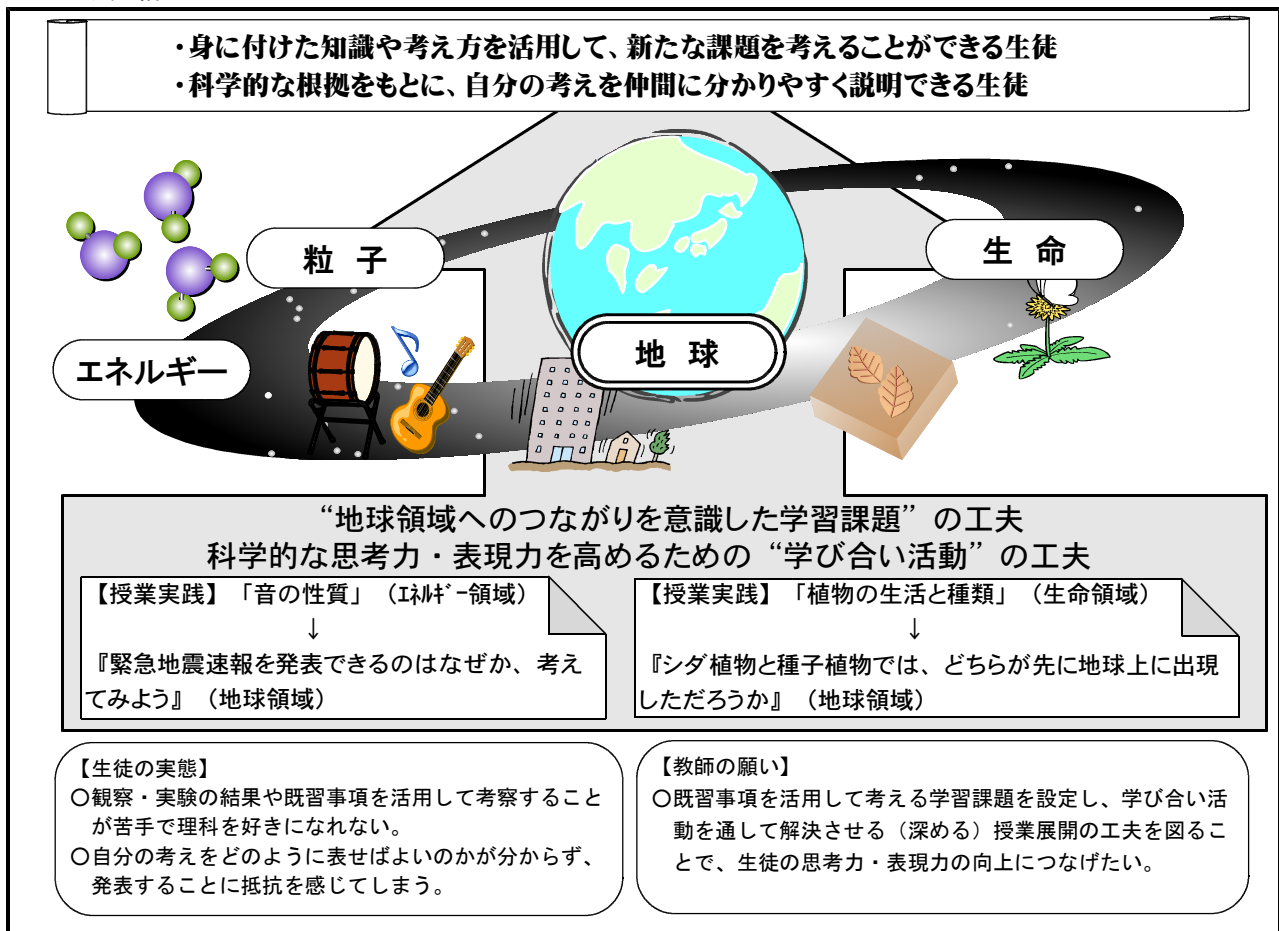 ・身に付けた知識や考え方を活用して、新たな課題を考えることができる生徒
・科学的な根拠をもとに、自分の考えを仲間に分かりやすく説明できる生徒
粒 子
生 命
エネルギー
地 球
“地球領域へのつながりを意識した学習課題”の工夫
科学的な思考力・表現力を高めるための“学び合い活動”の工夫
【授業実践】「音の性質」（ｴﾈﾙｷﾞｰ領域）
↓
『緊急地震速報を発表できるのはなぜか、考え
てみよう』（地球領域）
【授業実践】「植物の生活と種類」（生命領域）
↓
『シダ植物と種子植物では、どちらが先に地球上に出現
しただろうか』（地球領域）
【生徒の実態】
○観察・実験の結果や既習事項を活用して考察すること
が苦手で理科を好きになれない。
○自分の考えをどのように表せばよいのかが分からず、
発表することに抵抗を感じてしまう。
【教師の願い】
○既習事項を活用して考える学習課題を設定し、学び合い活
動を通して解決させる（深める）授業展開の工夫を図るこ
とで、生徒の思考力・表現力の向上につなげたい。